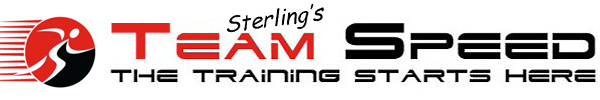 Sterling's
TEAM SPEED
THE TRAINING STARTS HERE